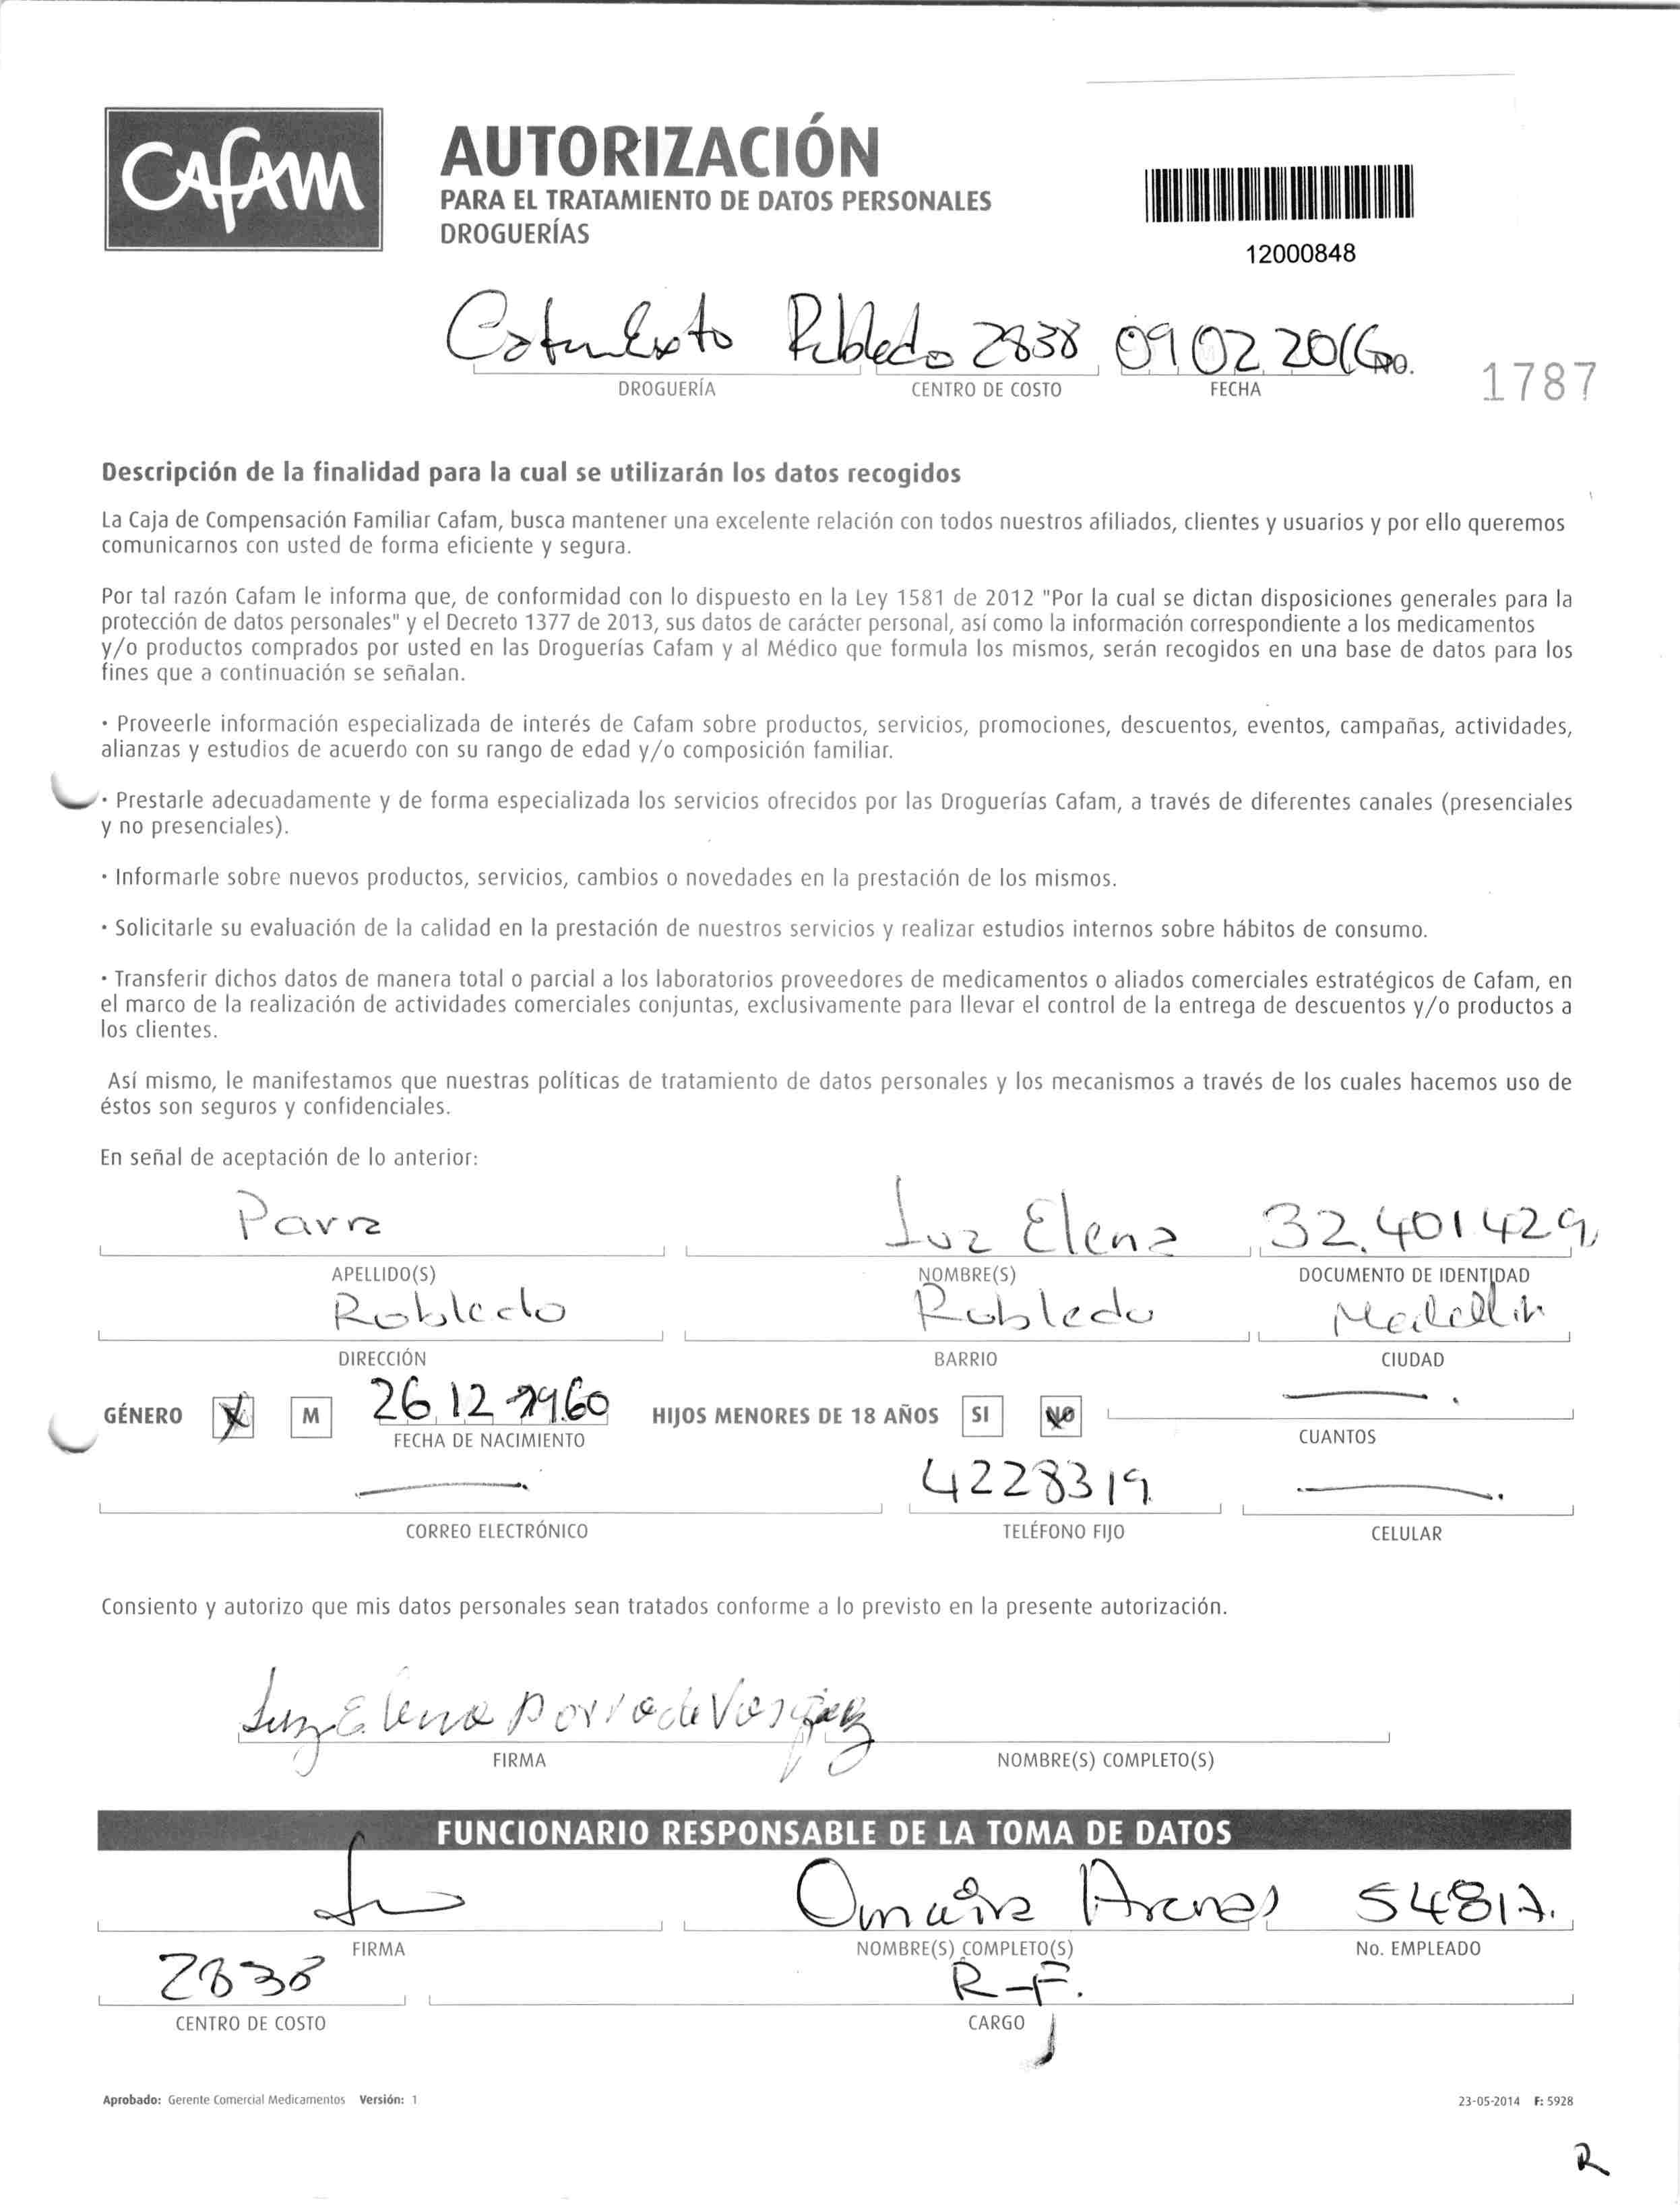 CAFAM
AUTORIZACIÓN
PARA EL TRATAMIENTO DE DATOS PERSONALES
DROGUERÍAS
12000848
Robledo 2838 09 02 2016 No. 1787
DROGUERÍA CENTRO DE COSTO FECHA
Descripción de la finalidad para la cual se utilizarán los datos recogidos
La Caja de Compensación Familiar Cafam, busca mantener una excelente relación con todos nuestros afiliados, clientes y usuarios y por ello queremos
comunicarnos con usted de forma eficiente y segura.
Por tal razón Cafam le informa que, de conformidad con lo dispuesto en la Ley 1581 de 2012 "Por la cual se dictan disposiciones generales para la
protección de datos personales" y el Decreto 1377 de 2013, sus datos de carácter personal, así como la información correspondiente a los medicamentos
y/o productos comprados por usted en las Droguerías Cafam y al Médico que formula los mismos, serán recogidos en una base de datos para los
fines que a continuación se señalan.
· Proveerle información especializada de interés de Cafam sobre productos, servicios, promociones, descuentos, eventos, campañas, actividades,
alianzas y estudios de acuerdo con su rango de edad y/o composición familiar.
· Prestarle adecuadamente y de forma especializada los servicios ofrecidos por las Droguerías Cafam, a través de diferentes canales (presenciales
y no presenciales).
· Informarle sobre nuevos productos, servicios, cambios o novedades en la prestación de los mismos.
· Solicitarle su evaluación de la calidad en la prestación de nuestros servicios y realizar estudios internos sobre hábitos de consumo.
· Transferir dichos datos de manera total o parcial a los laboratorios proveedores de medicamentos o aliados comerciales estratégicos de Cafam, en
el marco de la realización de actividades comerciales conjuntas, exclusivamente para llevar el control de la entrega de descuentos y/o productos a
los clientes.
Así mismo, le manifestamos que nuestras políticas de tratamiento de datos personales y los mecanismos a través de los cuales hacemos uso de
éstos son seguros y confidenciales.
En señal de aceptación de lo anterior:
Parra Luz Elena 32.401429
APELLIDO(S) NOMBRE(S) DOCUMENTO DE IDENTIDAD
Robledo Robledo Medellin
DIRECCIÓN BARRIO CIUDAD
GÉNERO X M 26 12 1960 HIJOS MENORES DE 18 AÑOS SI NO
FECHA DE NACIMIENTO CUANTOS
4228319
CORREO ELECTRÓNICO TELÉFONO FIJO CELULAR
Consiento y autorizo que mis datos personales sean tratados conforme a lo previsto en la presente autorización.
Luz Elena Parra de Vasquez
FIRMA NOMBRE(S) COMPLETO(S)
FUNCIONARIO RESPONSABLE DE LA TOMA DE DATOS
Omaira Arenas
FIRMA NOMBRE(S) COMPLETO(S) No. EMPLEADO
2838 R-F.
CENTRO DE COSTO CARGO
Aprobado: Gerente Comercial Medicamentos Versión: 1 23-05-2014 F: 5928
R